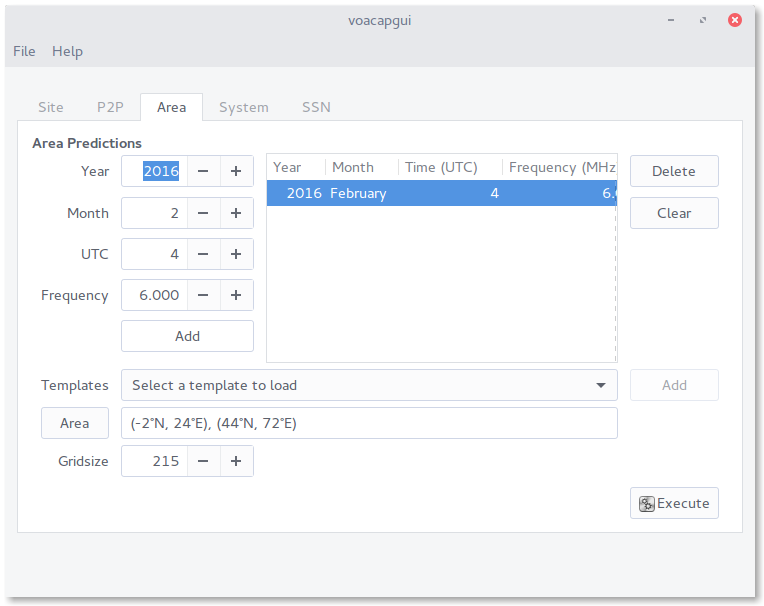 voacapgui
File Help
Site P2P Area System SSN
Area Predictions
Year 2016 − +
Month 2 − +
UTC 4 − +
Frequency 6.000 − +
Add
Year Month Time (UTC) Frequency (MHz
2016 February 4 6.
Delete
Clear
Templates Select a template to load Add
Area (-2°N, 24°E), (44°N, 72°E)
Gridsize 215 − +
Execute